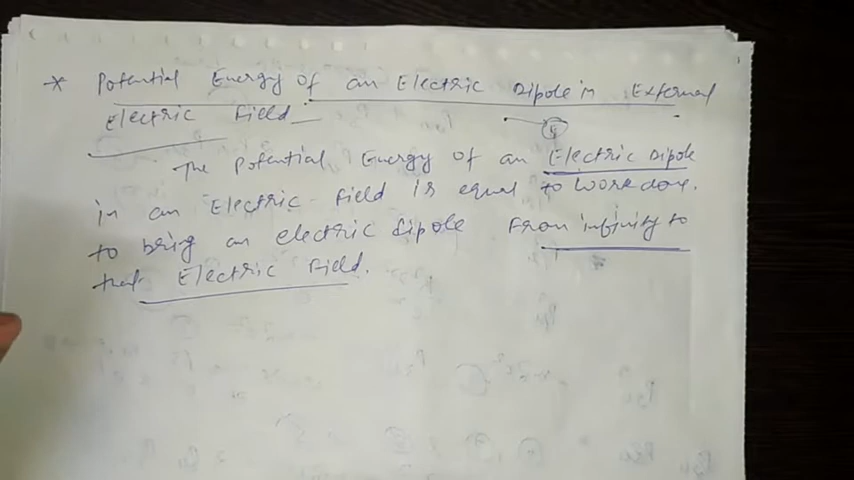 * Potential Energy of an Electric Dipole in External
Electric Field
The Potential Energy of an Electric Dipole
in an Electric field is equal to work done.
to bring an electric dipole from infinity to
that Electric Field.